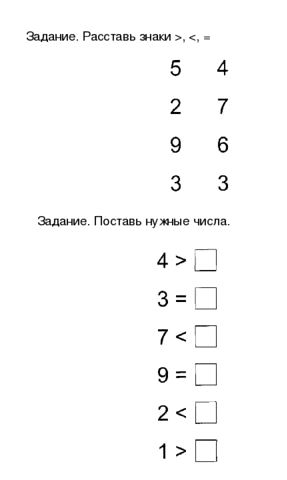 Задание. Расставь знаки >, <, =
5 4
2 7
9 6
3 3
Задание. Поставь нужные числа.
4 > □
3 = □
7 < □
9 = □
2 < □
1 > □